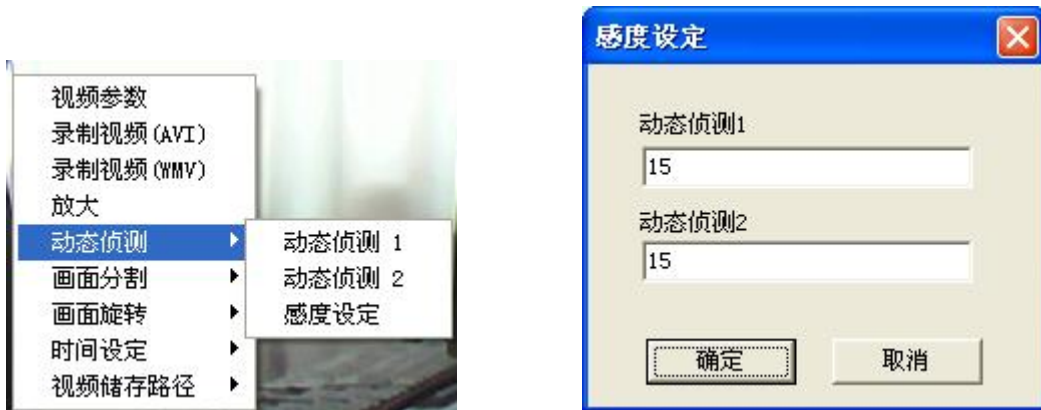 视频参数
录制视频(AVI)
录制视频(WMV)
放大
动态侦测
画面分割
画面旋转
时间设定
视频储存路径
动态侦测 1
动态侦测 2
感度设定
感度设定
动态侦测1
15
动态侦测2
15
确定
取消